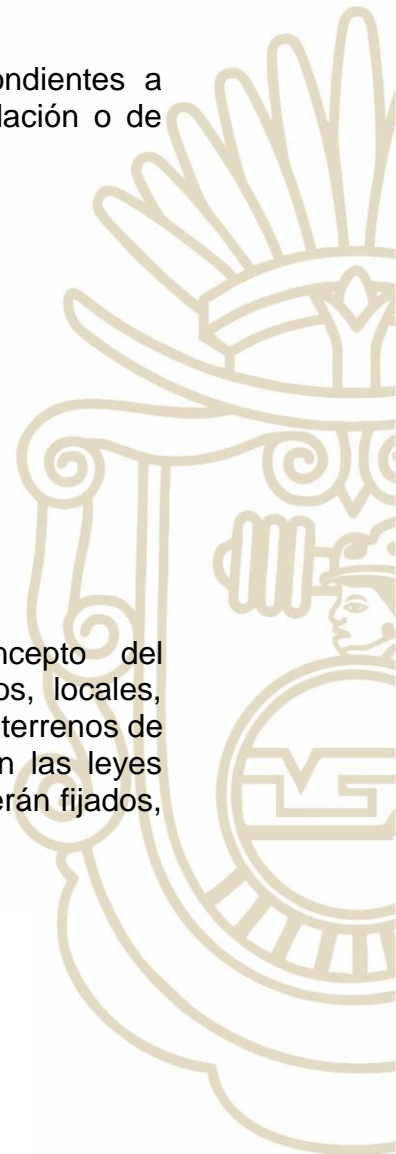 ondientes a
lación o de
ncepto del
os, locales,
terrenos de
n las leyes
erán fijados,